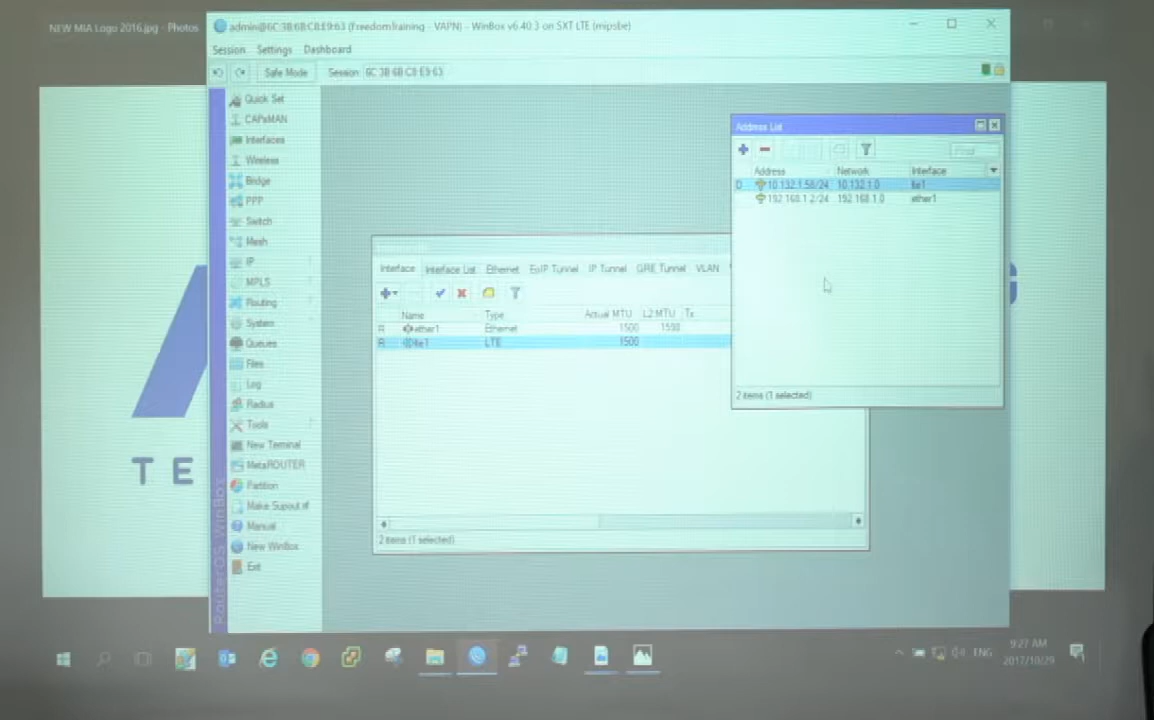 NEW MIA Logo 2016.jpg - Photos
admin@6C:3B:6B:C8:E9:63 (Freedomtraining - VAPN) - WinBox v6.40.3 on SXT LTE (mipsbe)
Session Settings Dashboard
Safe Mode Session: 6C:3B:6B:C8:E9:63
Quick Set
CAPsMAN
Interfaces
Wireless
Bridge
PPP
Switch
Mesh
IP
MPLS
Routing
System
Queues
Files
Log
Radius
Tools
New Terminal
MetaROUTER
Partition
Make Supout.rif
Manual
New WinBox
Exit
RouterOS WinBox
TE
Interface Interface List Ethernet EoIP Tunnel IP Tunnel GRE Tunnel VLAN
Name Type Actual MTU L2 MTU Tx
R ether1 Ethernet 1500 1598
R lte1 LTE 1500
2 items (1 selected)
Address List
Find
Address Network Interface
D 10.132.1.58/24 10.132.1.0 lte1
192.168.1.2/24 192.168.1.0 ether1
2 items (1 selected)
ENG
9:27 AM
2017/10/29